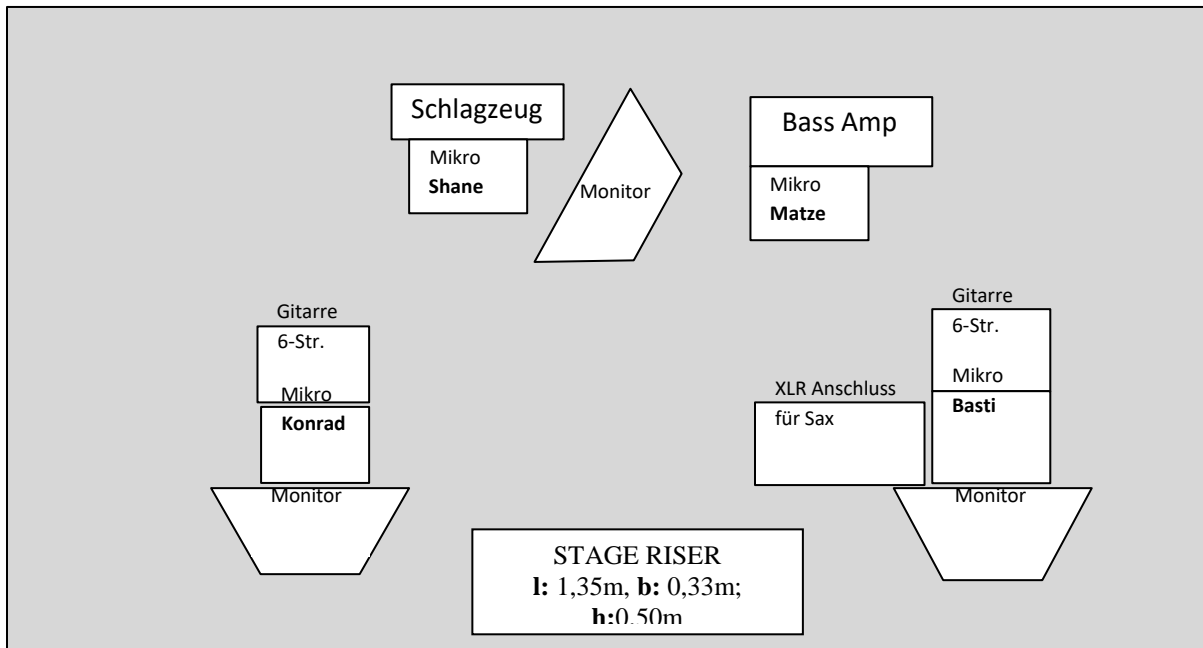 Schlagzeug
Mikro
Shane
Monitor
Bass Amp
Mikro
Matze
Gitarre
6-Str.
Mikro
Konrad
Monitor
XLR Anschluss
für Sax
Gitarre
6-Str.
Mikro
Basti
Monitor
STAGE RISER
l: 1,35m, b: 0,33m;
h:0,50m